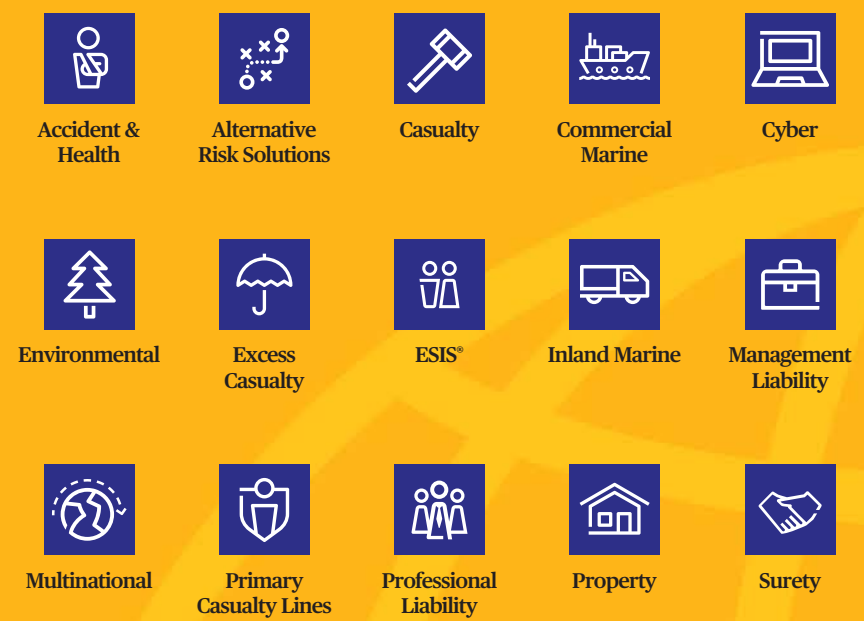 Accident &
Health
Alternative
Risk Solutions
Casualty
Commercial
Marine
Cyber
Environmental
Excess
Casualty
ESIS®
Inland Marine
Management
Liability
Multinational
Primary
Casualty Lines
Professional
Liability
Property
Surety